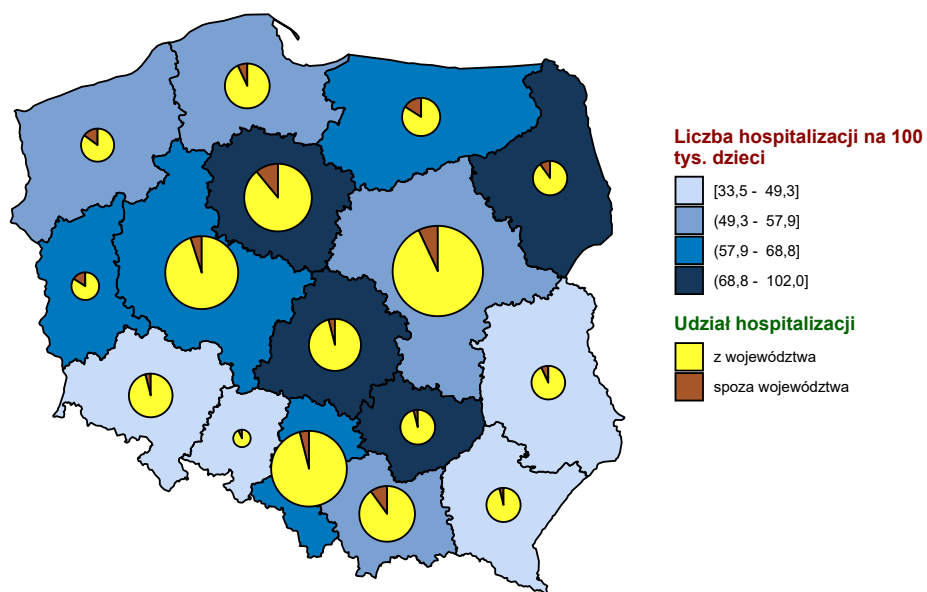 Liczba hospitalizacji na 100
tys. dzieci
[33,5 - 49,3]
(49,3 - 57,9]
(57,9 - 68,8]
(68,8 - 102,0]
Udział hospitalizacji
z województwa
spoza województwa